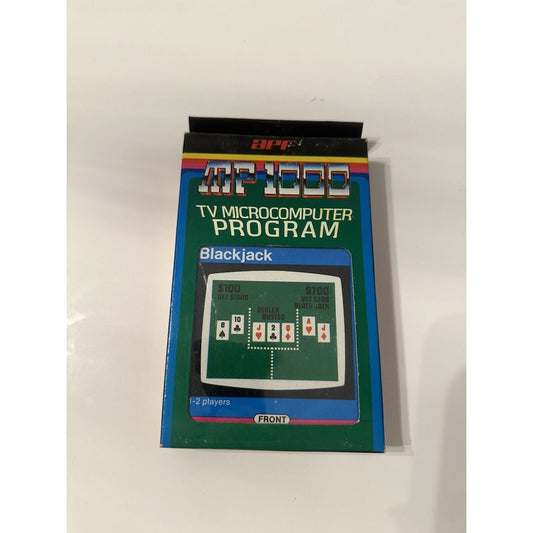 apf
MP 1000
TV MICROCOMPUTER
PROGRAM
Blackjack
$100
BET $1000
$700
BET $300
BLACK JACK
DEALER
BUSTED
8
10
J
2
Q
A
J
1-2 players
FRONT